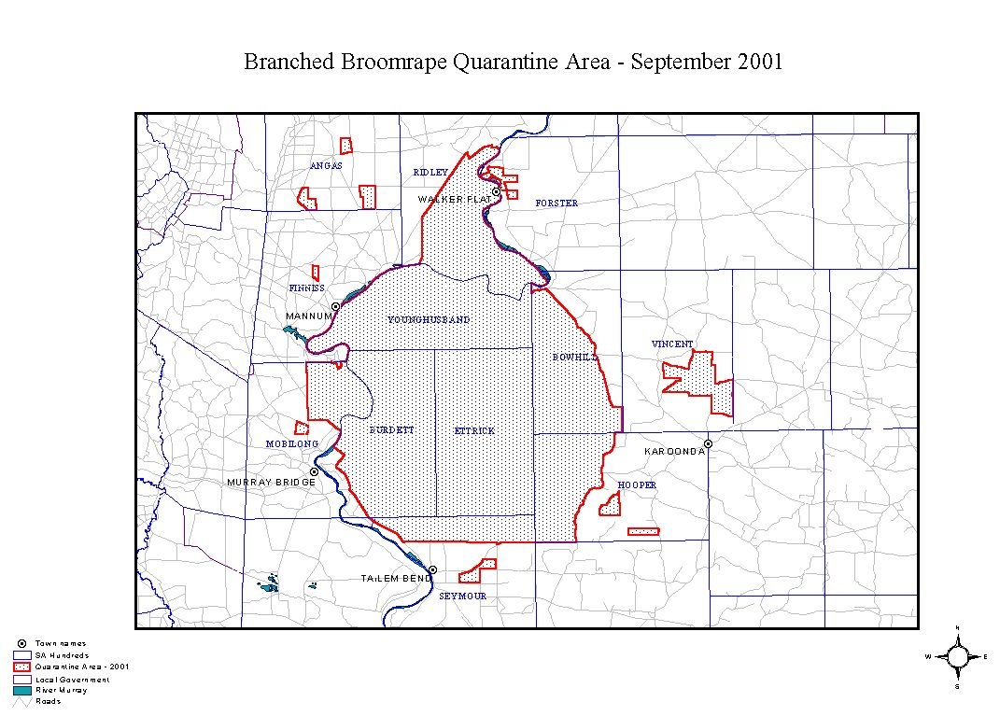 Branched Broomrape Quarantine Area - September 2001
ANGAS
RIDLEY
WALKER FLAT
FORSTER
FINNISS
MANNUM
YOUNGHUSBAND
VINCENT
BOWHILL
BURDETT
ETTRICK
MOBILONG
KAROONDA
MURRAY BRIDGE
HOOPER
TAILEM BEND
SEYMOUR
Town names
SA Hundreds
Quarantine Area - 2001
Local Government
River Murray
Roads
N
W
E
S